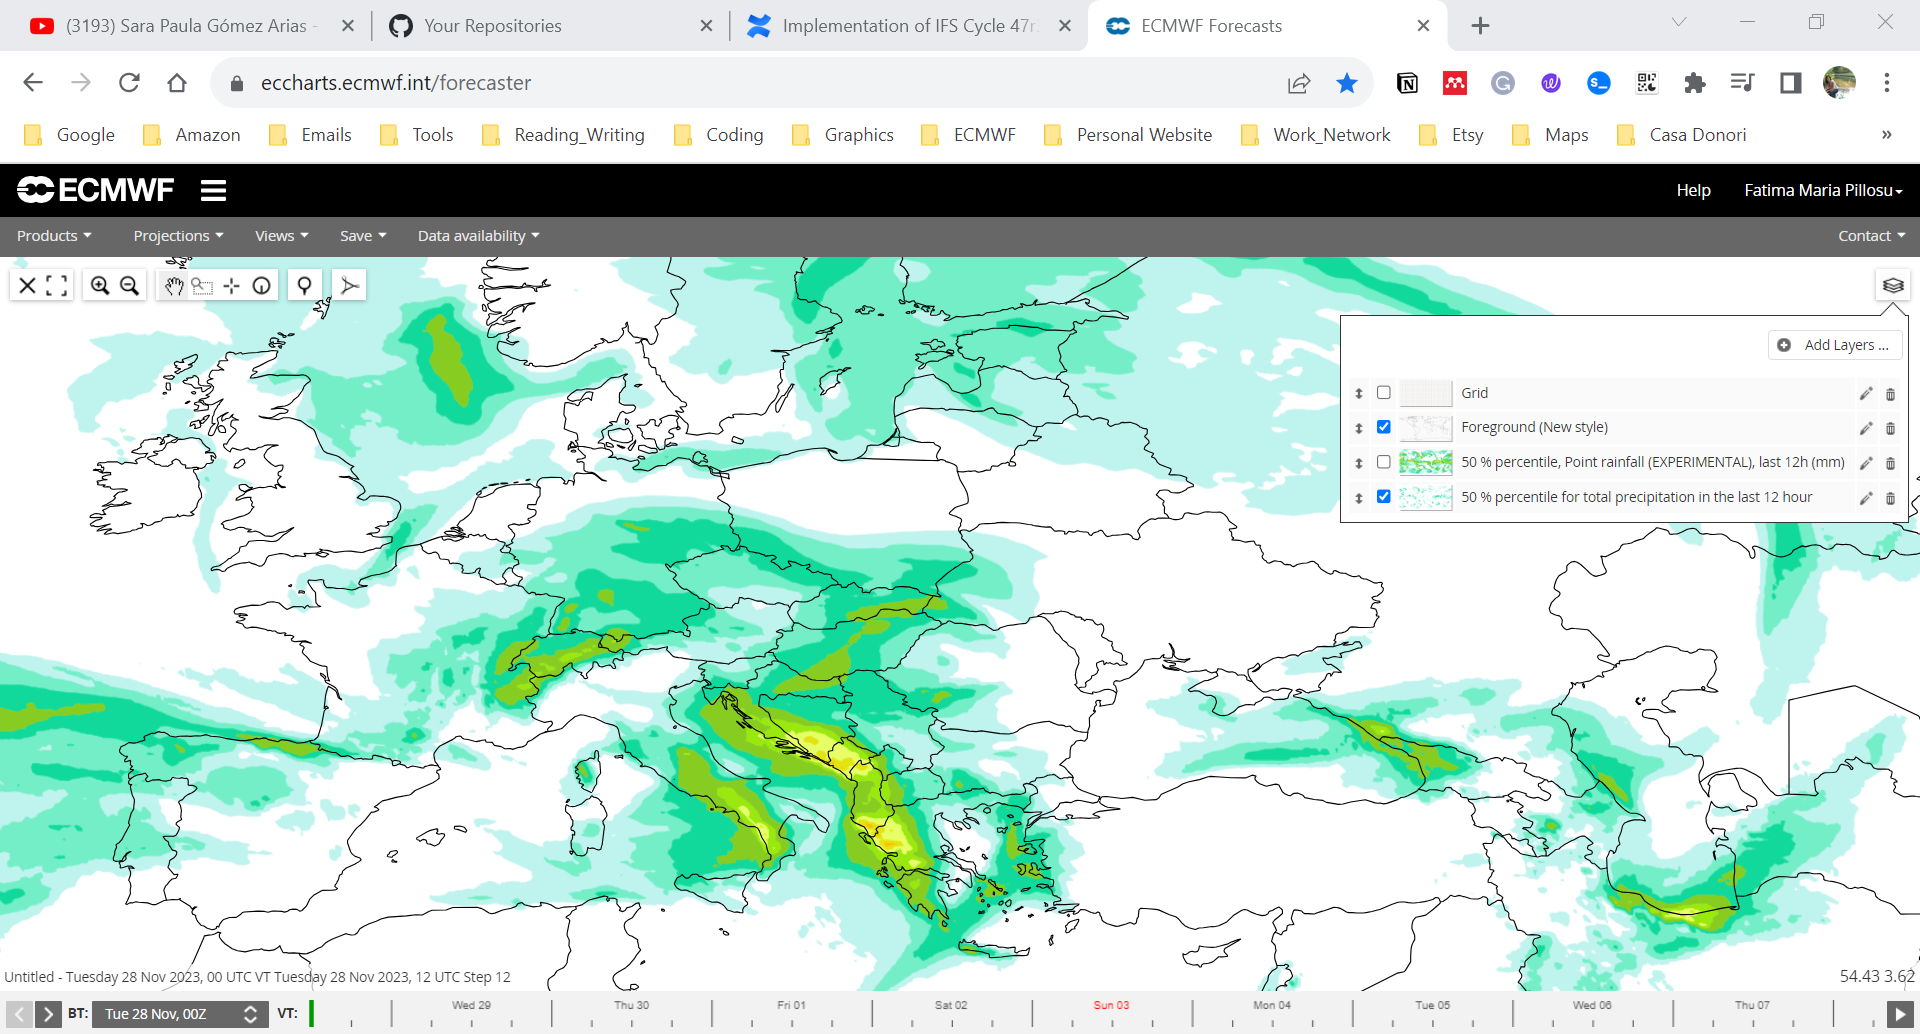 (3193) Sara Paula Gómez Arias -
Your Repositories
Implementation of IFS Cycle 47r
ECMWF Forecasts
eccharts.ecmwf.int/forecaster
Google
Amazon
Emails
Tools
Reading_Writing
Coding
Graphics
ECMWF
Personal Website
Work_Network
Etsy
Maps
Casa Donori
»
ECMWF
Help
Fatima Maria Pillosu
Products
Projections
Views
Save
Data availability
Contact
Add Layers ...
Grid
Foreground (New style)
50 % percentile, Point rainfall (EXPERIMENTAL), last 12h (mm)
50 % percentile for total precipitation in the last 12 hour
Untitled - Tuesday 28 Nov 2023, 00 UTC VT Tuesday 28 Nov 2023, 12 UTC Step 12
54.43 3.62
BT:
Tue 28 Nov, 00Z
VT:
Wed 29
Thu 30
Fri 01
Sat 02
Sun 03
Mon 04
Tue 05
Wed 06
Thu 07